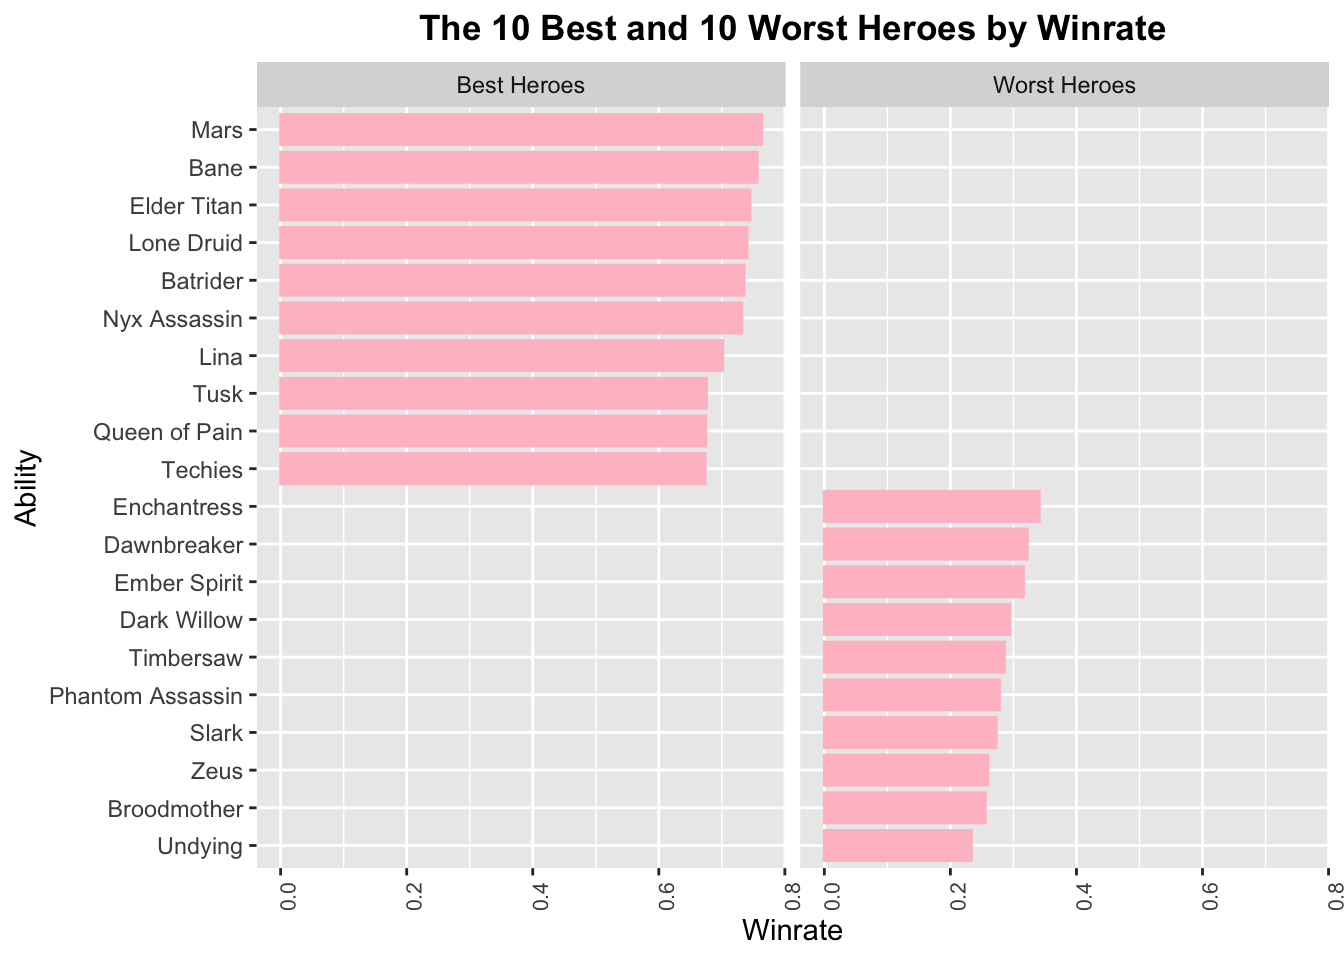 The 10 Best and 10 Worst Heroes by Winrate
Best Heroes
Worst Heroes
Ability
Mars
Bane
Elder Titan
Lone Druid
Batrider
Nyx Assassin
Lina
Tusk
Queen of Pain
Techies
Enchantress
Dawnbreaker
Ember Spirit
Dark Willow
Timbersaw
Phantom Assassin
Slark
Zeus
Broodmother
Undying
0.0 0.2 0.4 0.6 0.8
0.0 0.2 0.4 0.6 0.8
Winrate